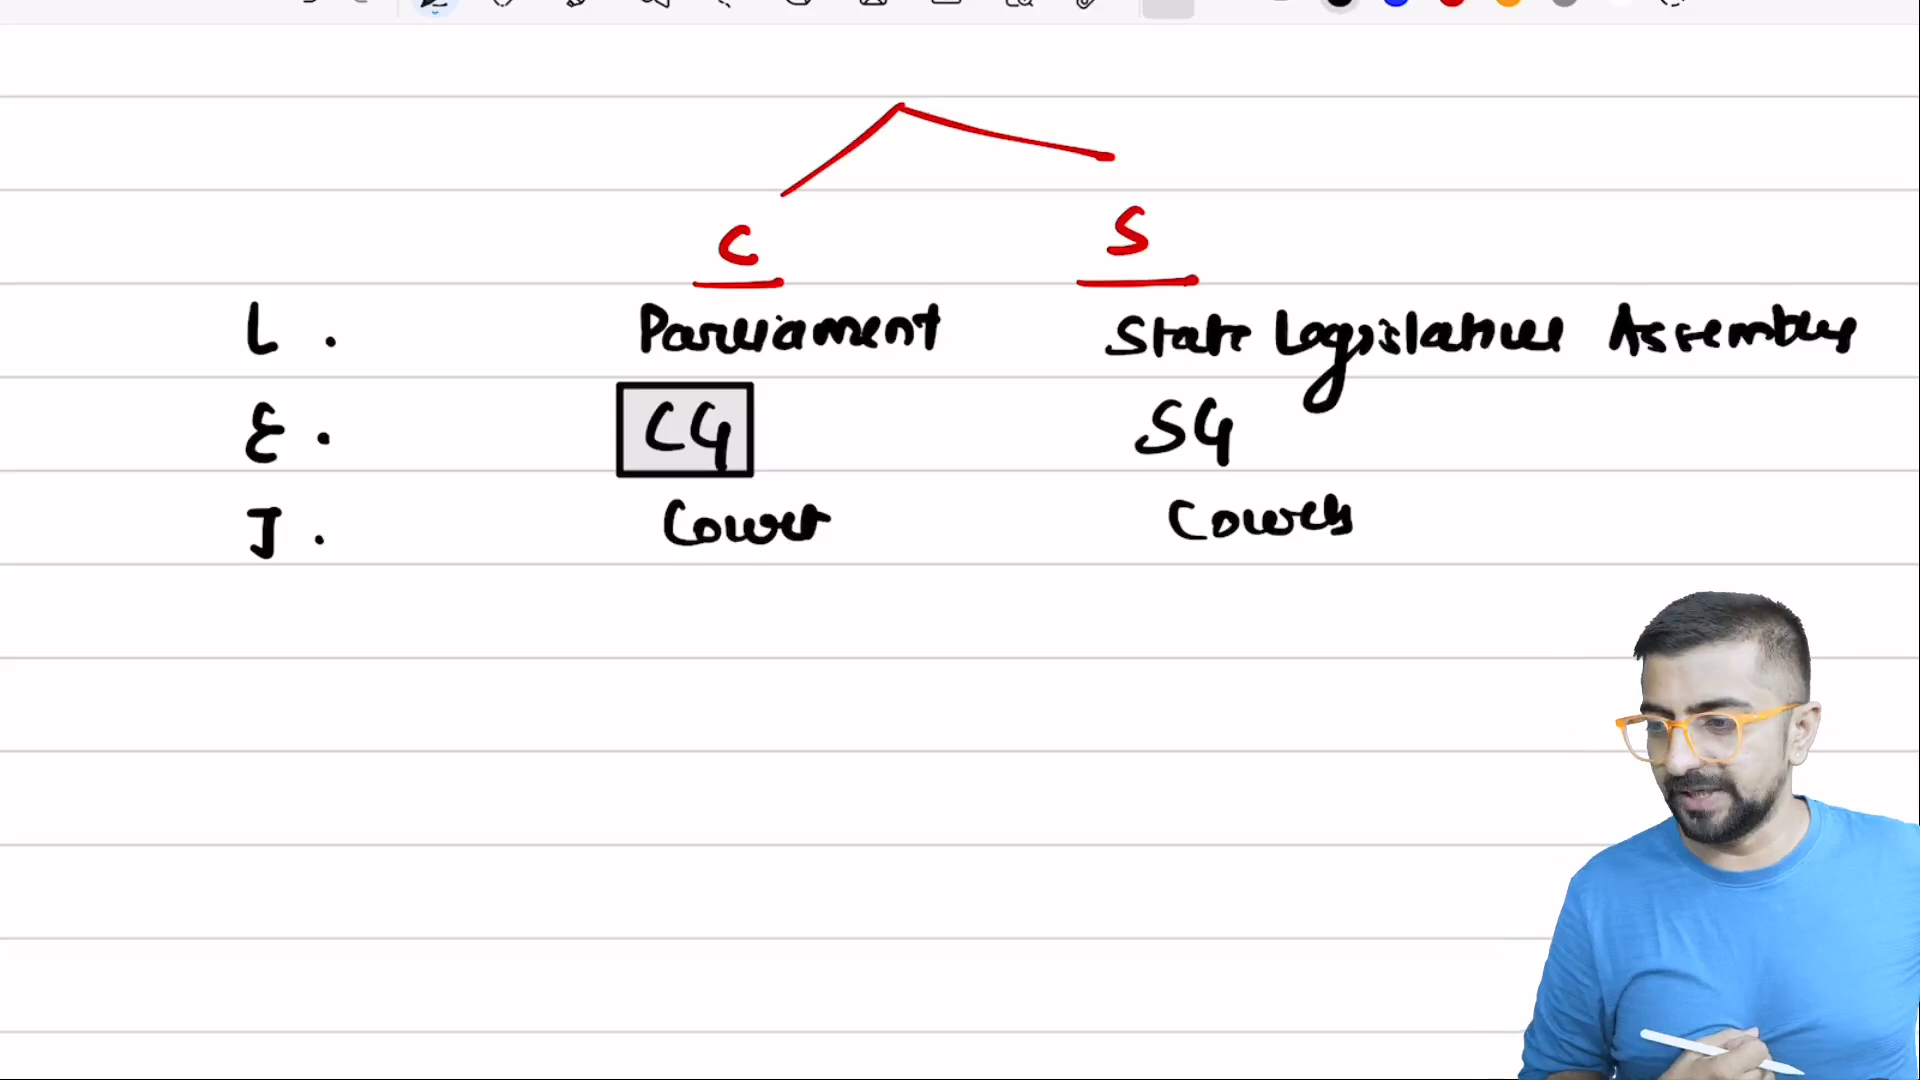 C S
L . Parliament State Legislative Assembly
E . CG SG
J . Court Courts